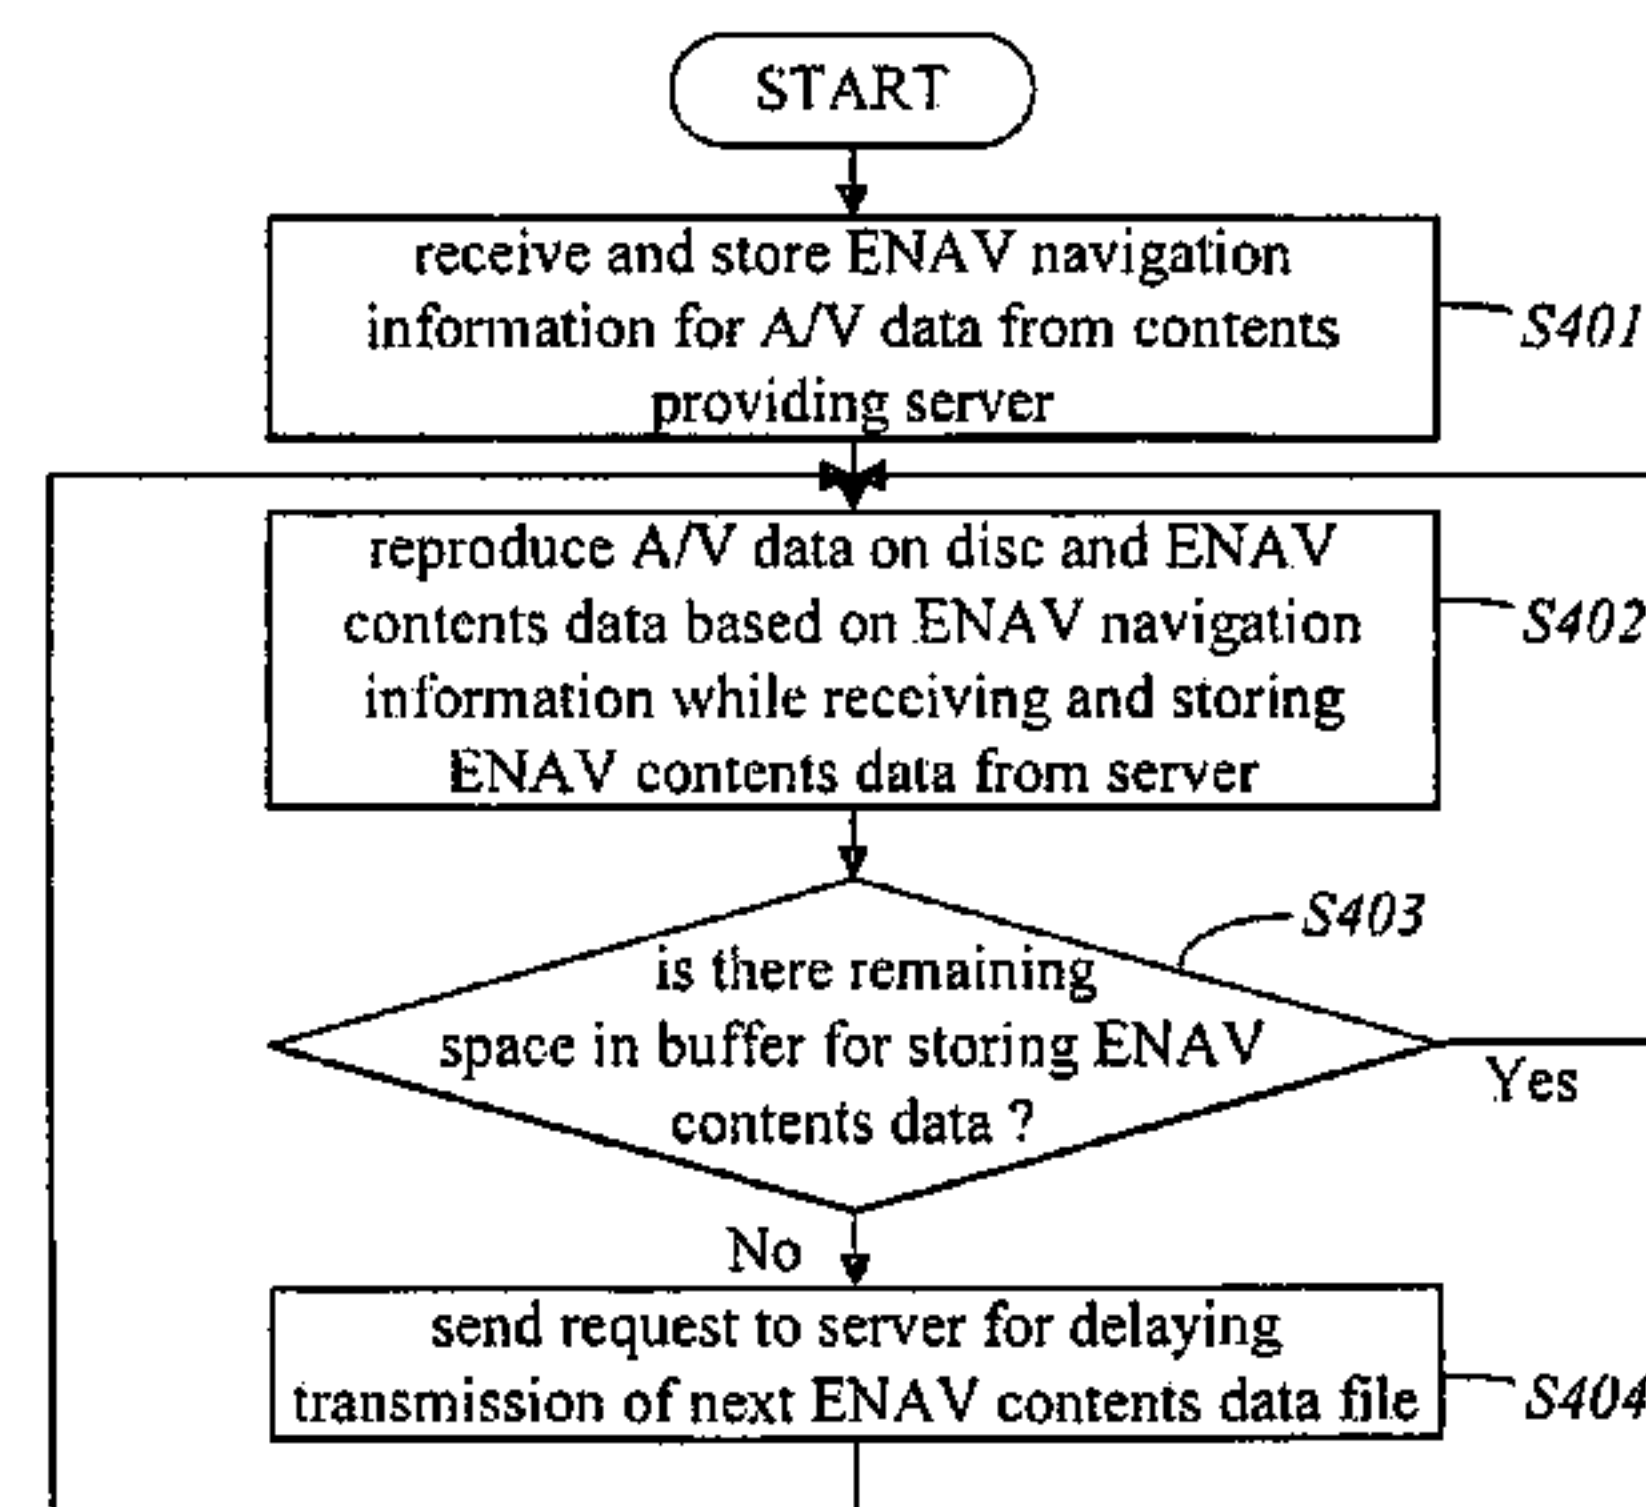 START
receive and store ENAV navigation
information for A/V data from contents
providing server
S401
reproduce A/V data on disc and ENAV
contents data based on ENAV navigation
information while receiving and storing
ENAV contents data from server
S402
S403
is there remaining
space in buffer for storing ENAV
contents data ?
Yes
No
send request to server for delaying
transmission of next ENAV contents data file
S404